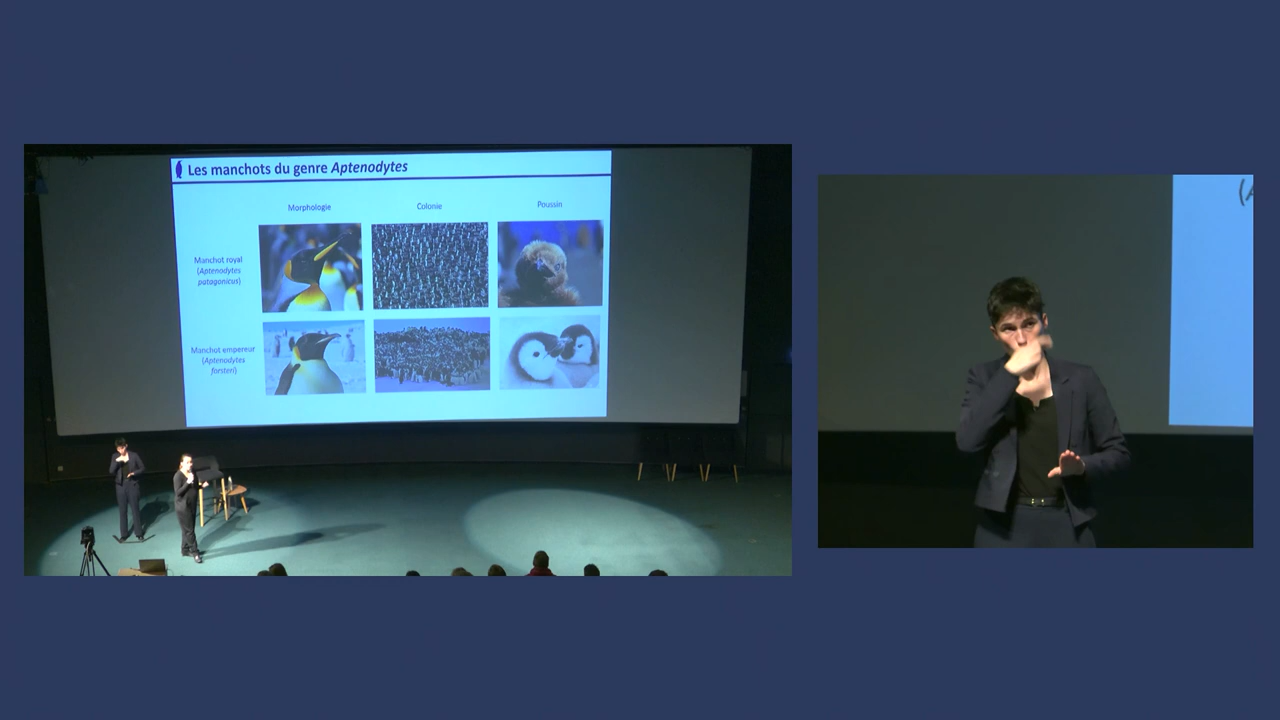 Les manchots du genre Aptenodytes
Morphologie Colonie Poussin
Manchot royal
(Aptenodytes
patagonicus)
Manchot empereur
(Aptenodytes
forsteri)